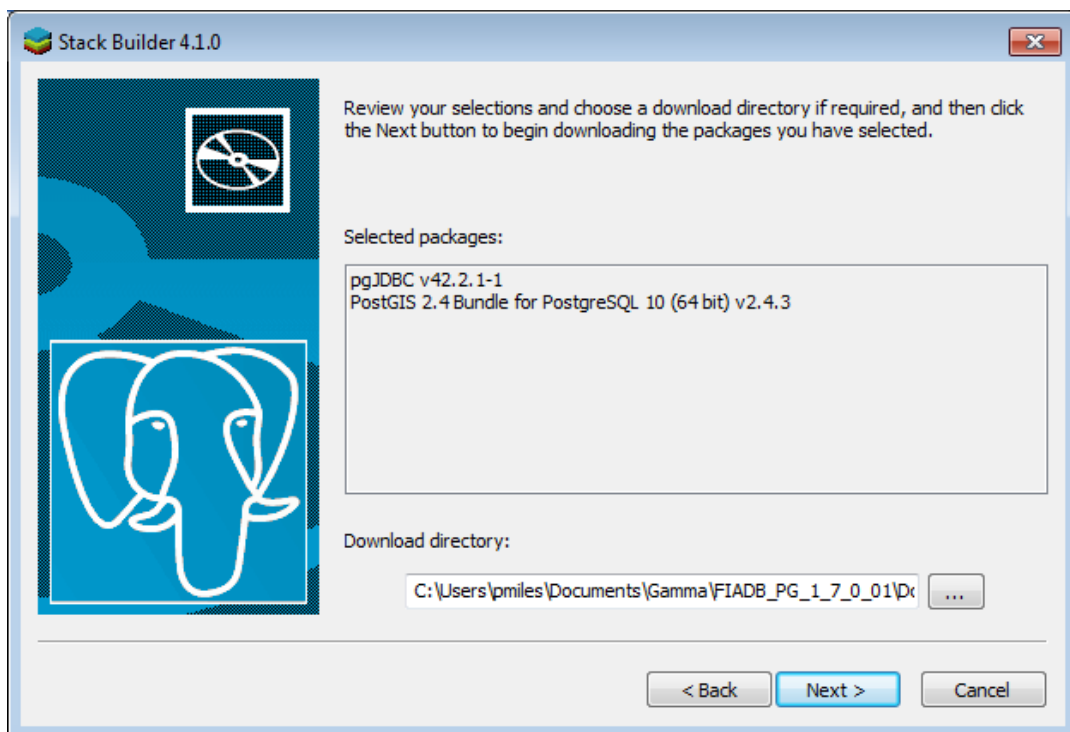 Stack Builder 4.1.0
Review your selections and choose a download directory if required, and then click
the Next button to begin downloading the packages you have selected.
Selected packages:
pgJDBC v42.2.1-1
PostGIS 2.4 Bundle for PostgreSQL 10 (64 bit) v2.4.3
Download directory:
C:\Users\pmiles\Documents\Gamma\FIADB_PG_1_7_0_01\Do
...
< Back
Next >
Cancel